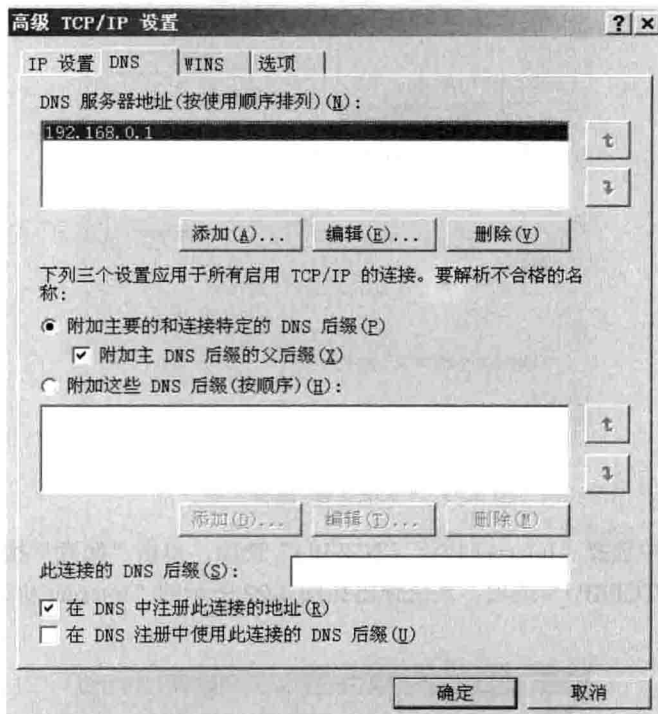 高级 TCP/IP 设置
IP 设置 DNS WINS 选项
DNS 服务器地址(按使用顺序排列)(N):
192.168.0.1
添加(A)... 编辑(E)... 删除(V)
下列三个设置应用于所有启用 TCP/IP 的连接。要解析不合格的名
称:
附加主要的和连接特定的 DNS 后缀(P)
附加主 DNS 后缀的父后缀(X)
附加这些 DNS 后缀(按顺序)(H):
添加(D)... 编辑(T)... 删除(M)
此连接的 DNS 后缀(S):
在 DNS 中注册此连接的地址(R)
在 DNS 注册中使用此连接的 DNS 后缀(U)
确定 取消